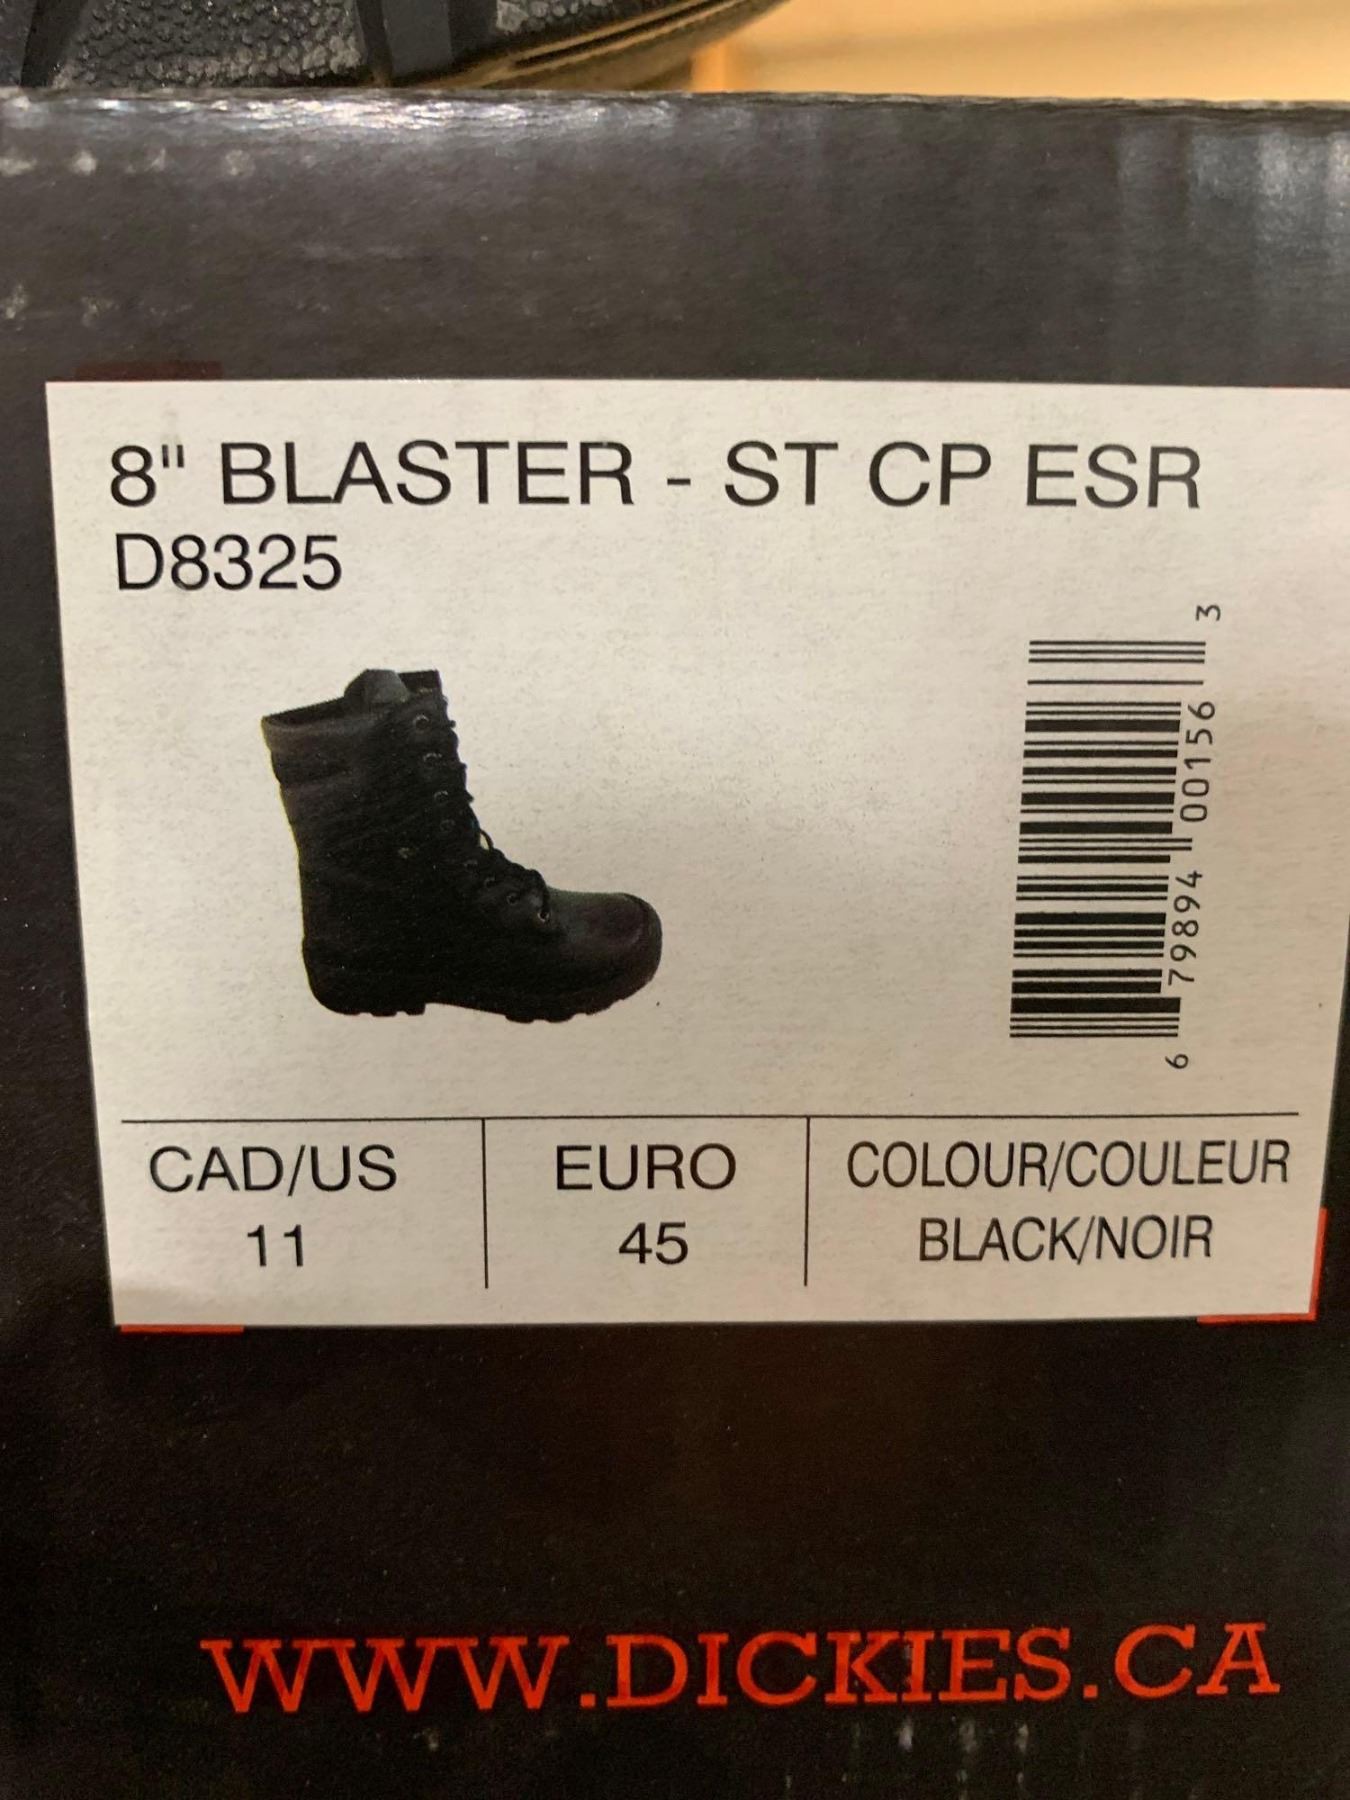 8" BLASTER - ST CP ESR
D8325
6 79894 00156 3
CAD/US
11
EURO
45
COLOUR/COULEUR
BLACK/NOIR
WWW.DICKIES.CA